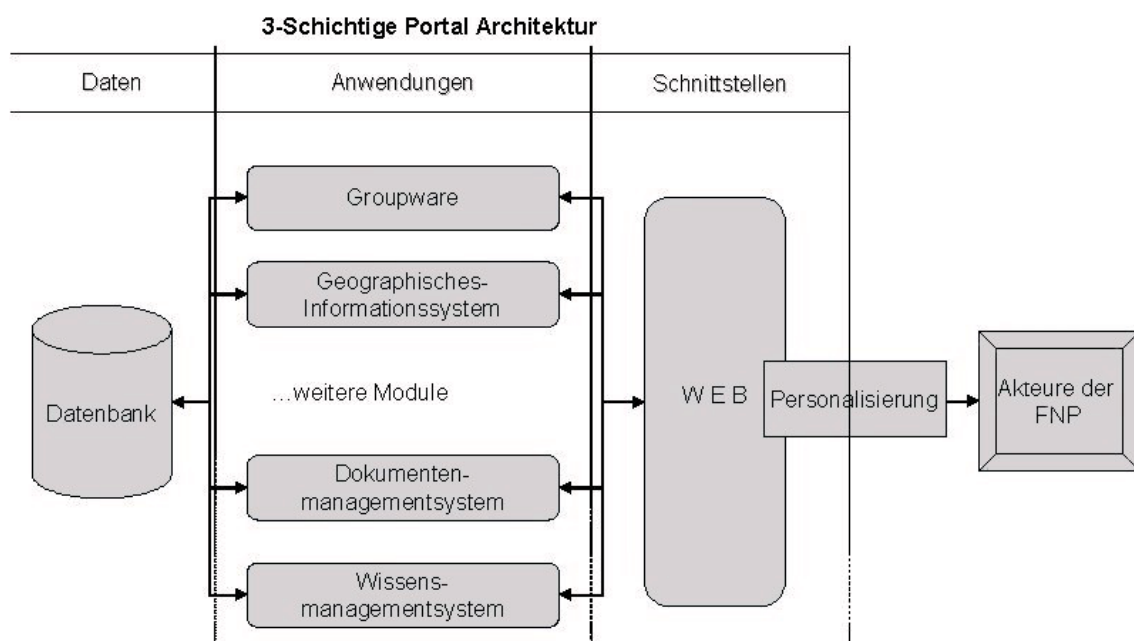 3-Schichtige Portal Architektur
Daten
Anwendungen
Schnittstellen
Groupware
Geographisches-
Informationssystem
...weitere Module
Datenbank
Dokumenten-
managementsystem
Wissens-
managementsystem
W E B
Personalisierung
Akteure der
FNP